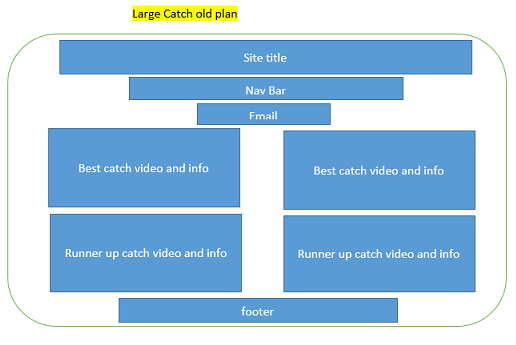 Large Catch old plan
Site title
Nav Bar
Email
Best catch video and info
Best catch video and info
Runner up catch video and info
Runner up catch video and info
footer